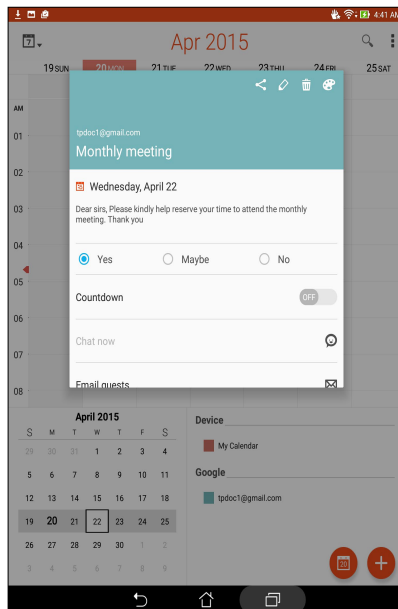 4:41 AM
7
Apr 2015
19 SUN 20 MON 21 TUE 22 WED 23 THU 24 FRI 25 SAT
AM
01
02
03
04
05
06
07
08
tpdoc1@gmail.com
Monthly meeting
Wednesday, April 22
Dear sirs, Please kindly help reserve your time to attend the monthly
meeting. Thank you
Yes Maybe No
Countdown OFF
Chat now
Email guests
April 2015
S M T W T F S
29 30 31 1 2 3 4
5 6 7 8 9 10 11
12 13 14 15 16 17 18
19 20 21 22 23 24 25
26 27 28 29 30 1 2
3 4 5 6 7 8 9
Device
My Calendar
Google
tpdoc1@gmail.com
20